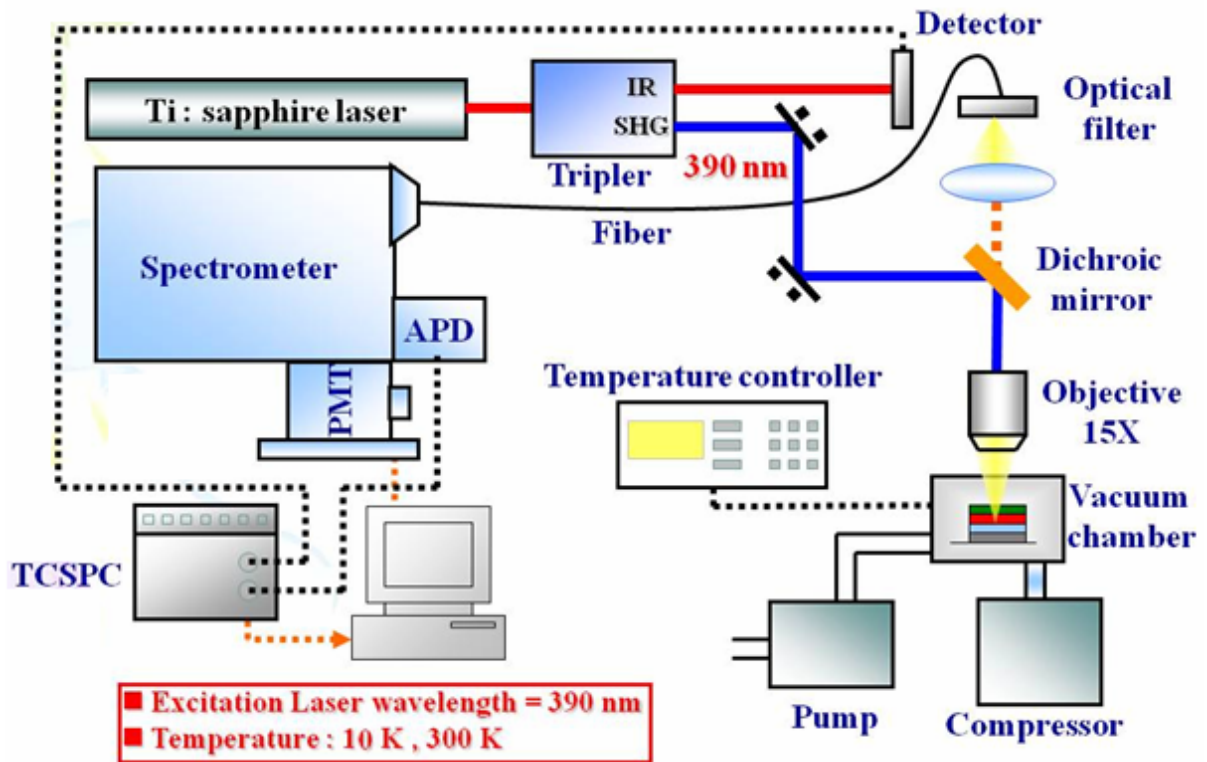 Detector
IR
Ti : sapphire laser
SHG
Optical
filter
390 nm
Tripler
Fiber
Spectrometer
Dichroic
mirror
APD
Temperature controller
PMT
Objective
15X
Vacuum
chamber
TCSPC
■ Excitation Laser wavelength = 390 nm
■ Temperature : 10 K , 300 K
Pump
Compressor